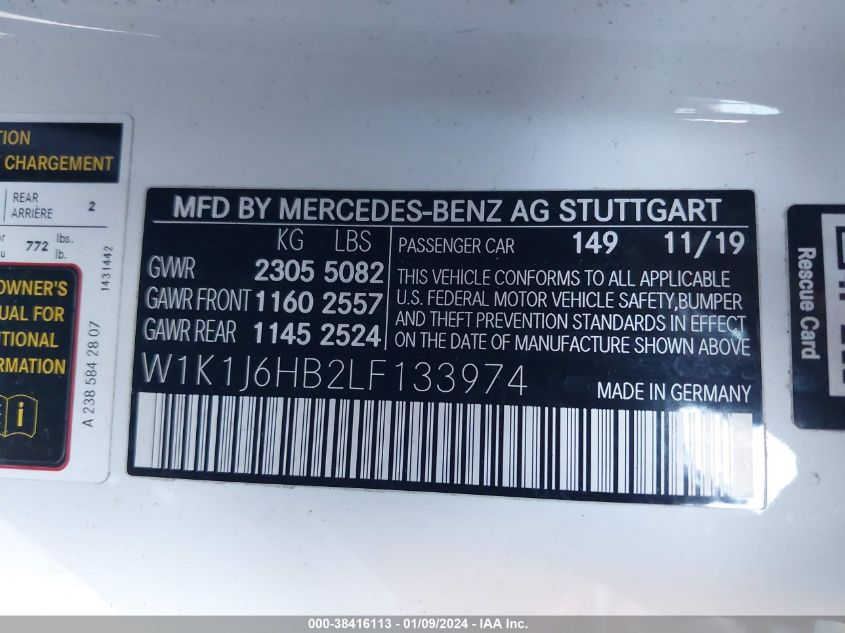 TION
CHARGEMENT
REAR
ARRIÈRE 2
or
772 lbs.
lb.
1431442
OWNER'S
UAL FOR
ITIONAL
RMATION
A 238 584 28 07
MFD BY MERCEDES-BENZ AG STUTTGART
KG LBS
GVWR 2305 5082
GAWR FRONT 1160 2557
GAWR REAR 1145 2524
PASSENGER CAR 149 11/19
THIS VEHICLE CONFORMS TO ALL APPLICABLE
U.S. FEDERAL MOTOR VEHICLE SAFETY,BUMPER
AND THEFT PREVENTION STANDARDS IN EFFECT
ON THE DATE OF MANUFACTURE SHOWN ABOVE
W1K1J6HB2LF133974
MADE IN GERMANY
Rescue Card
000-38416113 - 01/09/2024 - IAA Inc.